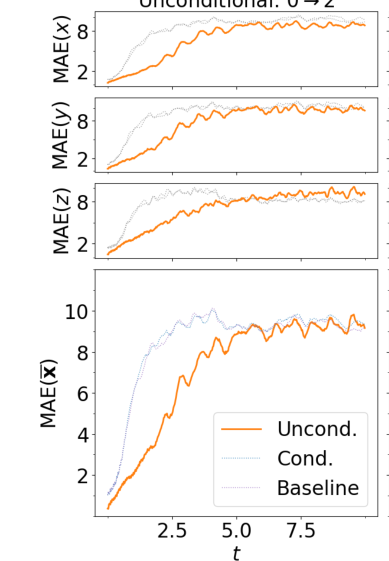 Unconditional: 0 → 2
MAE(x)
8
2
MAE(y)
8
2
MAE(z)
8
2
MAE(x̅)
10
8
6
4
2
Uncond.
Cond.
Baseline
2.5 5.0 7.5
t